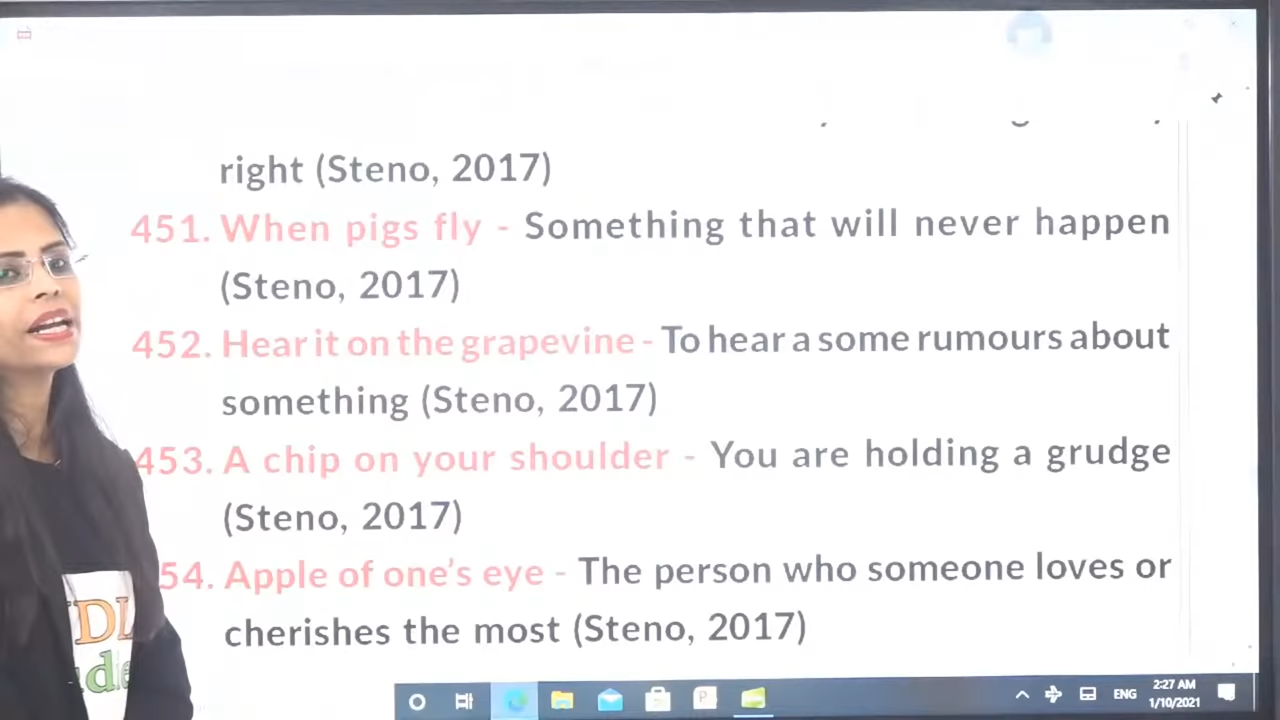 right (Steno, 2017)
451. When pigs fly - Something that will never happen
(Steno, 2017)
452. Hear it on the grapevine - To hear a some rumours about
something (Steno, 2017)
453. A chip on your shoulder - You are holding a grudge
(Steno, 2017)
54. Apple of one's eye - The person who someone loves or
cherishes the most (Steno, 2017)
ENG
2:27 AM
1/10/2021